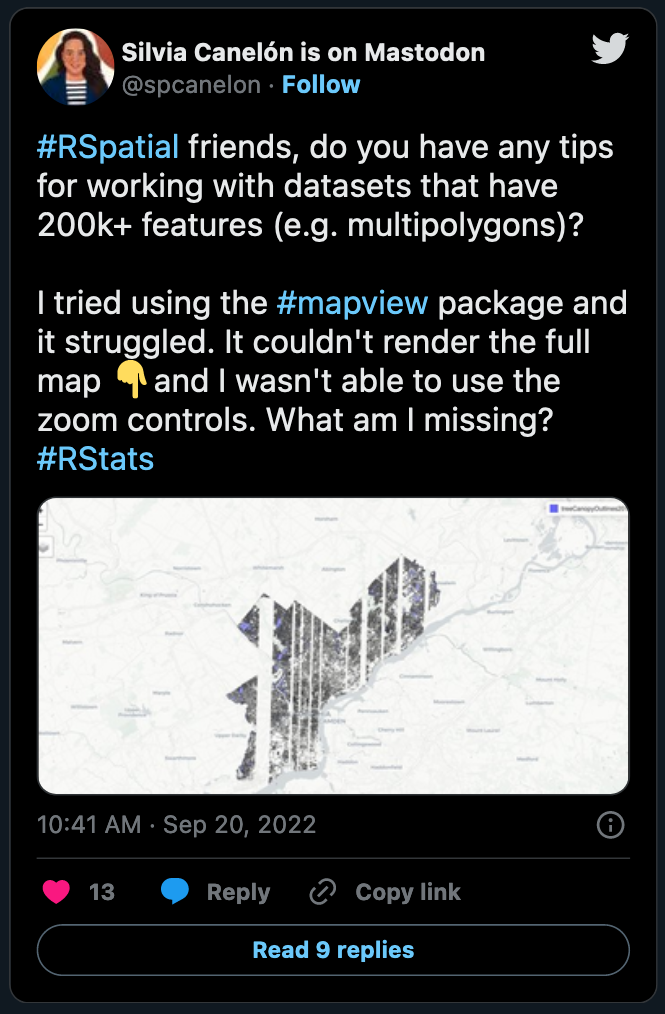 Silvia Canelón is on Mastodon
@spcanelon · Follow
#RSpatial friends, do you have any tips
for working with datasets that have
200k+ features (e.g. multipolygons)?
I tried using the #mapview package and
it struggled. It couldn't render the full
map 👇 and I wasn't able to use the
zoom controls. What am I missing?
#RStats
10:41 AM · Sep 20, 2022
13 Reply Copy link
Read 9 replies